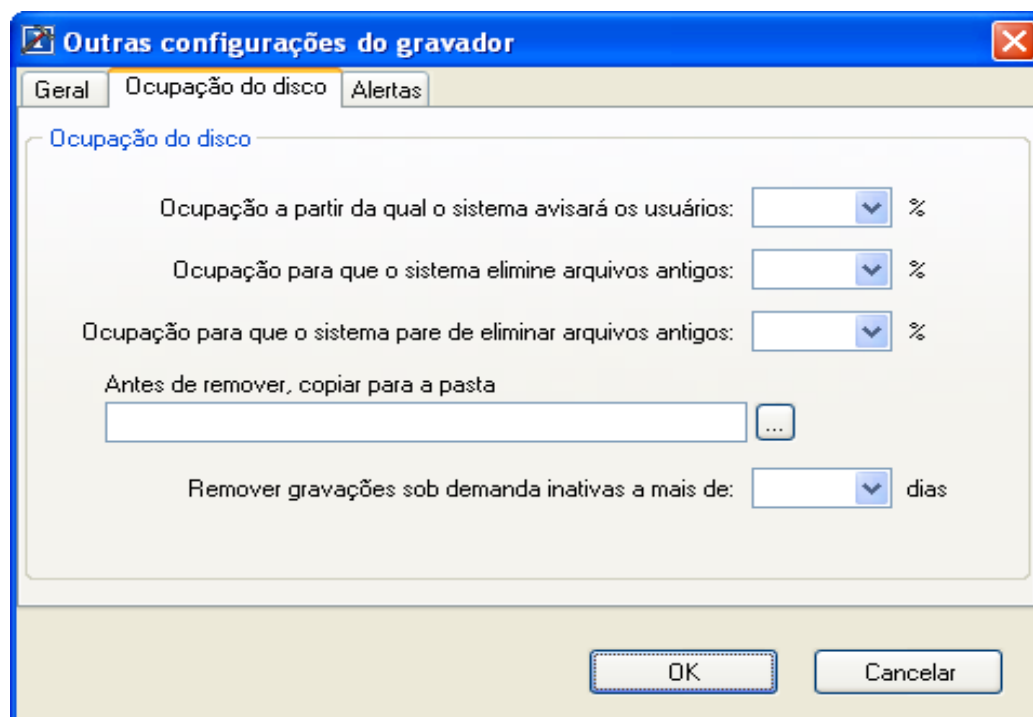 Outras configurações do gravador
Geral Ocupação do disco Alertas
Ocupação do disco
Ocupação a partir da qual o sistema avisará os usuários: %
Ocupação para que o sistema elimine arquivos antigos: %
Ocupação para que o sistema pare de eliminar arquivos antigos: %
Antes de remover, copiar para a pasta
...
Remover gravações sob demanda inativas a mais de: dias
OK Cancelar